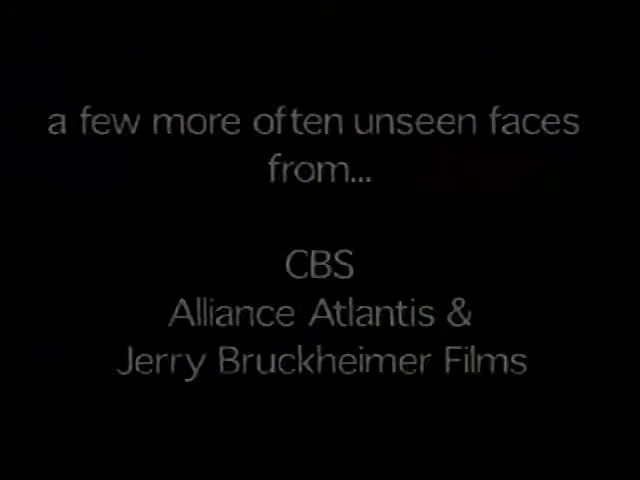 a few more often unseen faces
from...
CBS
Alliance Atlantis &
Jerry Bruckheimer Films